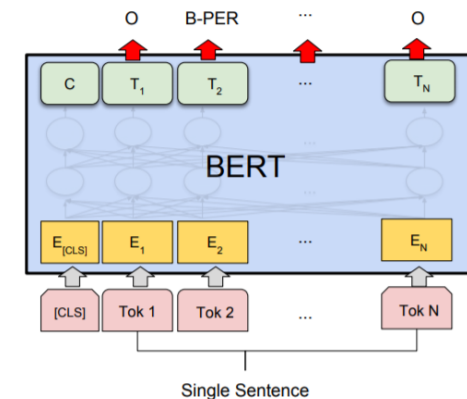 O B-PER ... O
C T1 T2 ... TN
...
BERT
...
E[CLS] E1 E2 ... EN
[CLS] Tok 1 Tok 2 ... Tok N
Single Sentence